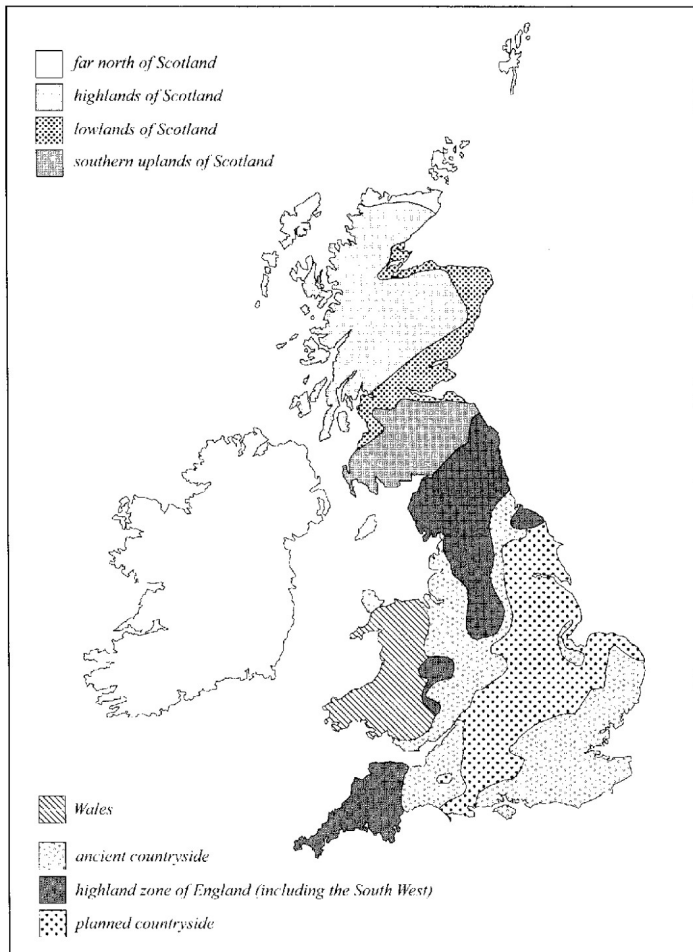 far north of Scotland
highlands of Scotland
lowlands of Scotland
southern uplands of Scotland
Wales
ancient countryside
highland zone of England (including the South West)
planned countryside